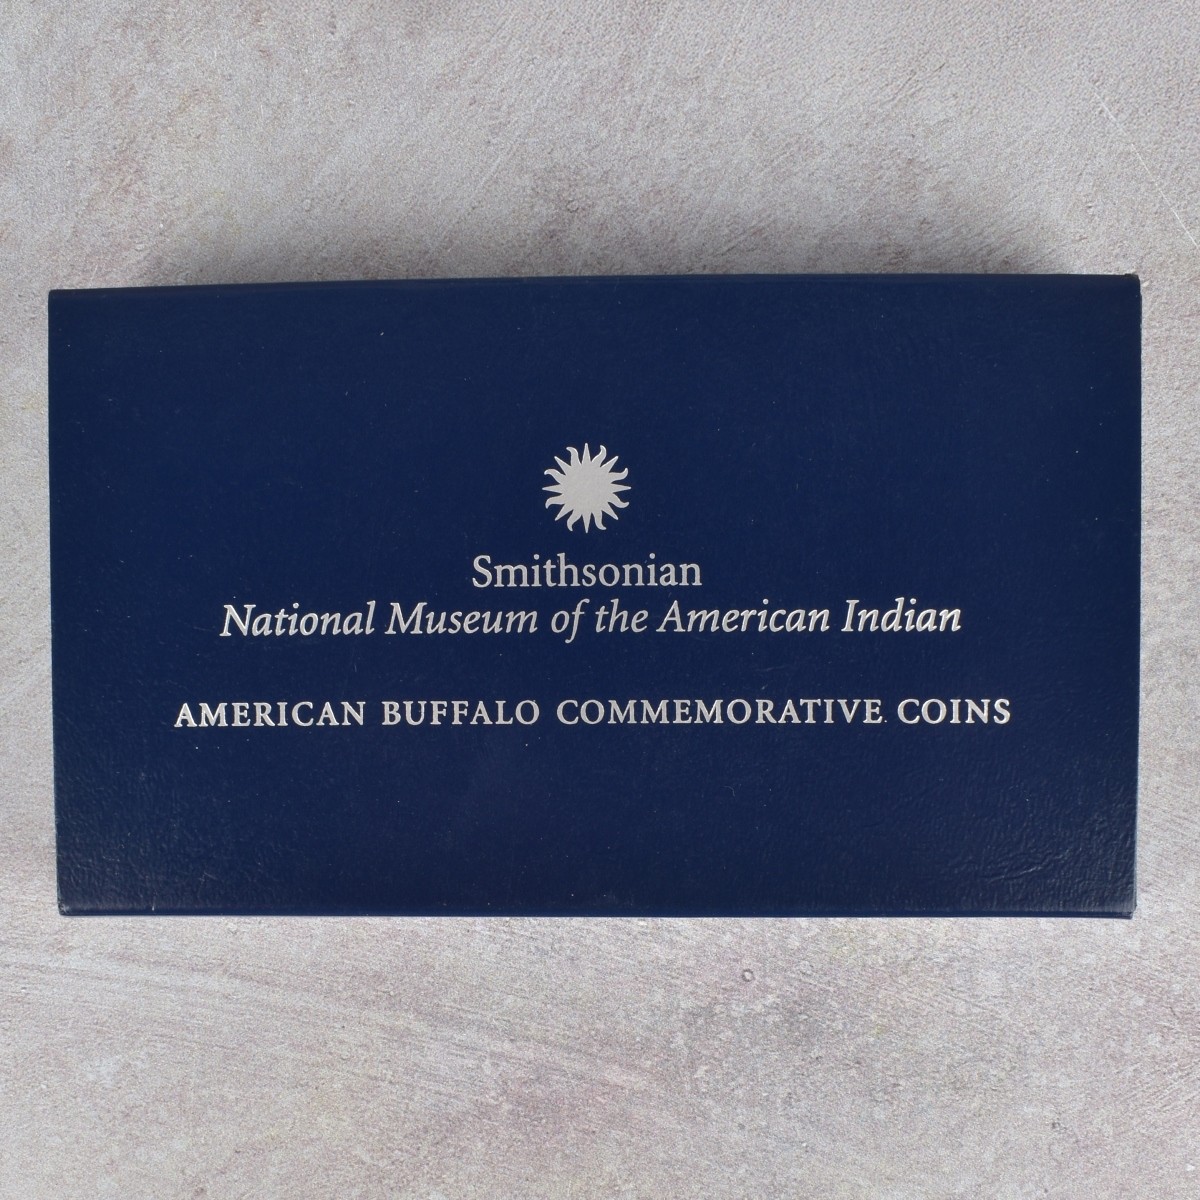 Smithsonian
National Museum of the American Indian
AMERICAN BUFFALO COMMEMORATIVE COINS